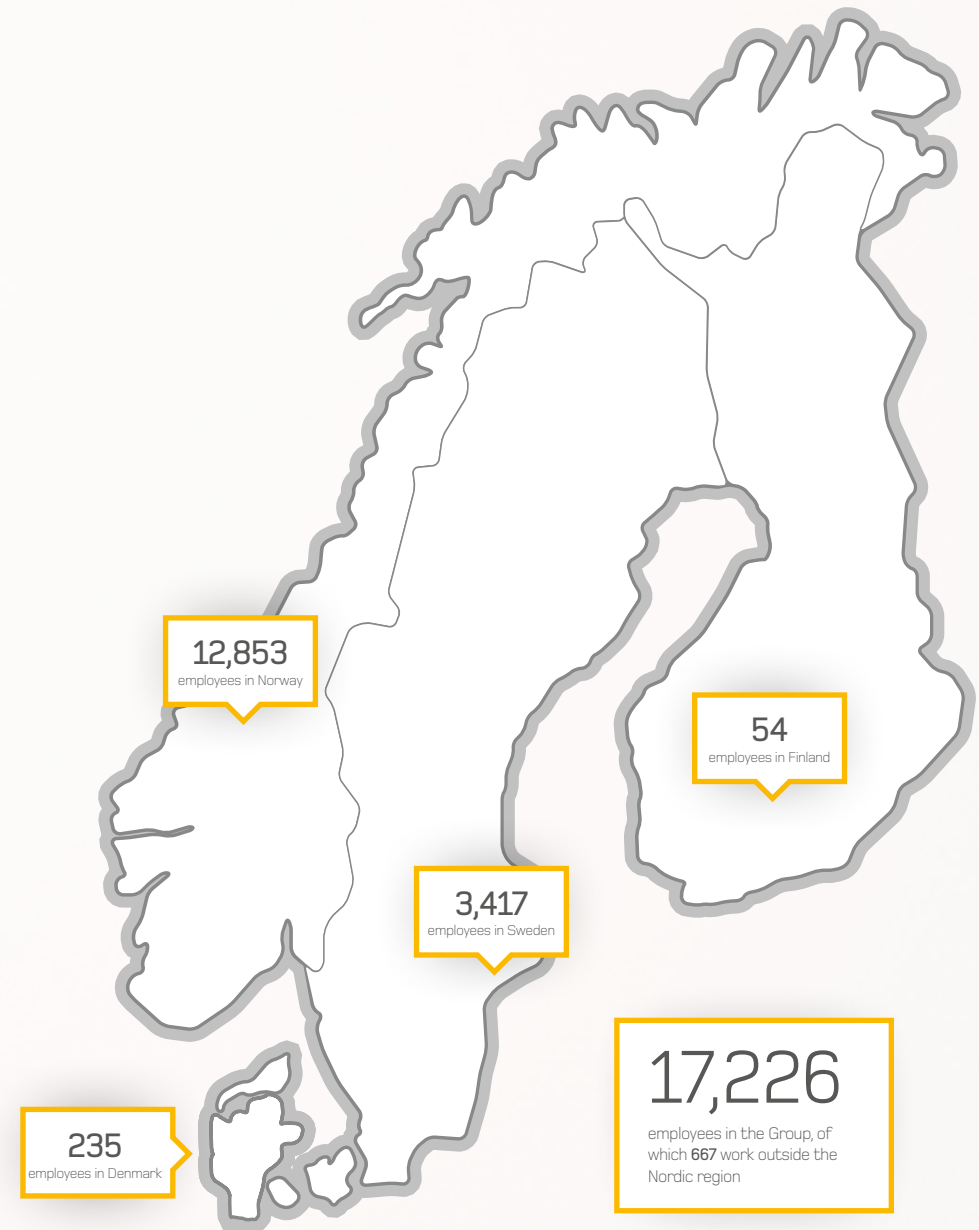 12,853
employees in Norway
54
employees in Finland
3,417
employees in Sweden
17,226
employees in the Group, of
which 667 work outside the
Nordic region
235
employees in Denmark